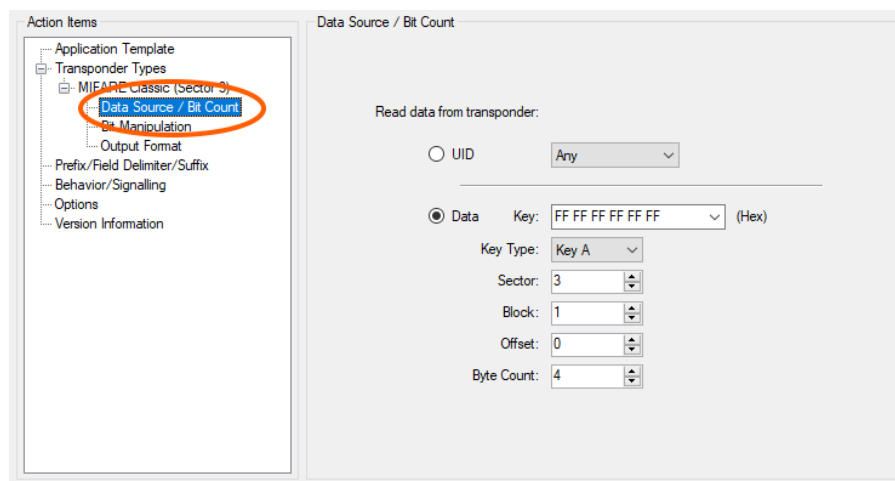 Action Items
Application Template
Transponder Types
MIFARE Classic (Sector 3)
Data Source / Bit Count
Bit Manipulation
Output Format
Prefix/Field Delimiter/Suffix
Behavior/Signalling
Options
Version Information
Data Source / Bit Count
Read data from transponder:
UID Any
Data Key: FF FF FF FF FF FF (Hex)
Key Type: Key A
Sector: 3
Block: 1
Offset: 0
Byte Count: 4